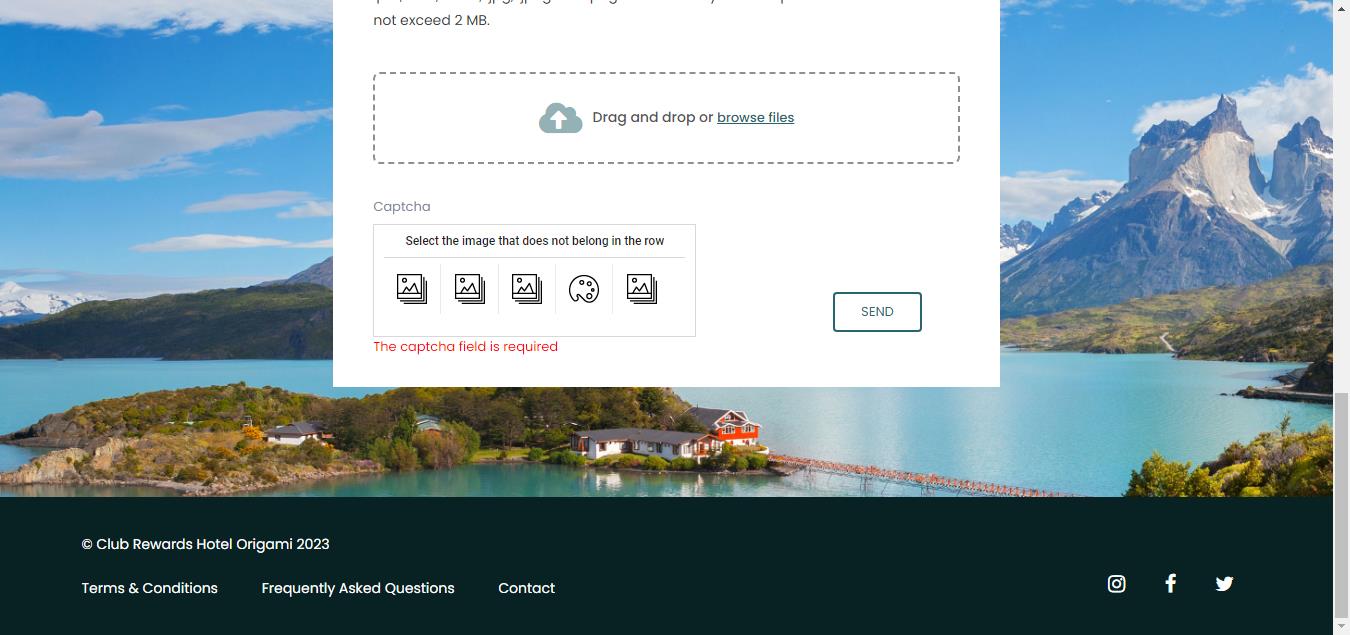 not exceed 2 MB.
Drag and drop or browse files
Captcha
Select the image that does not belong in the row
SEND
The captcha field is required
© Club Rewards Hotel Origami 2023
Terms & Conditions Frequently Asked Questions Contact